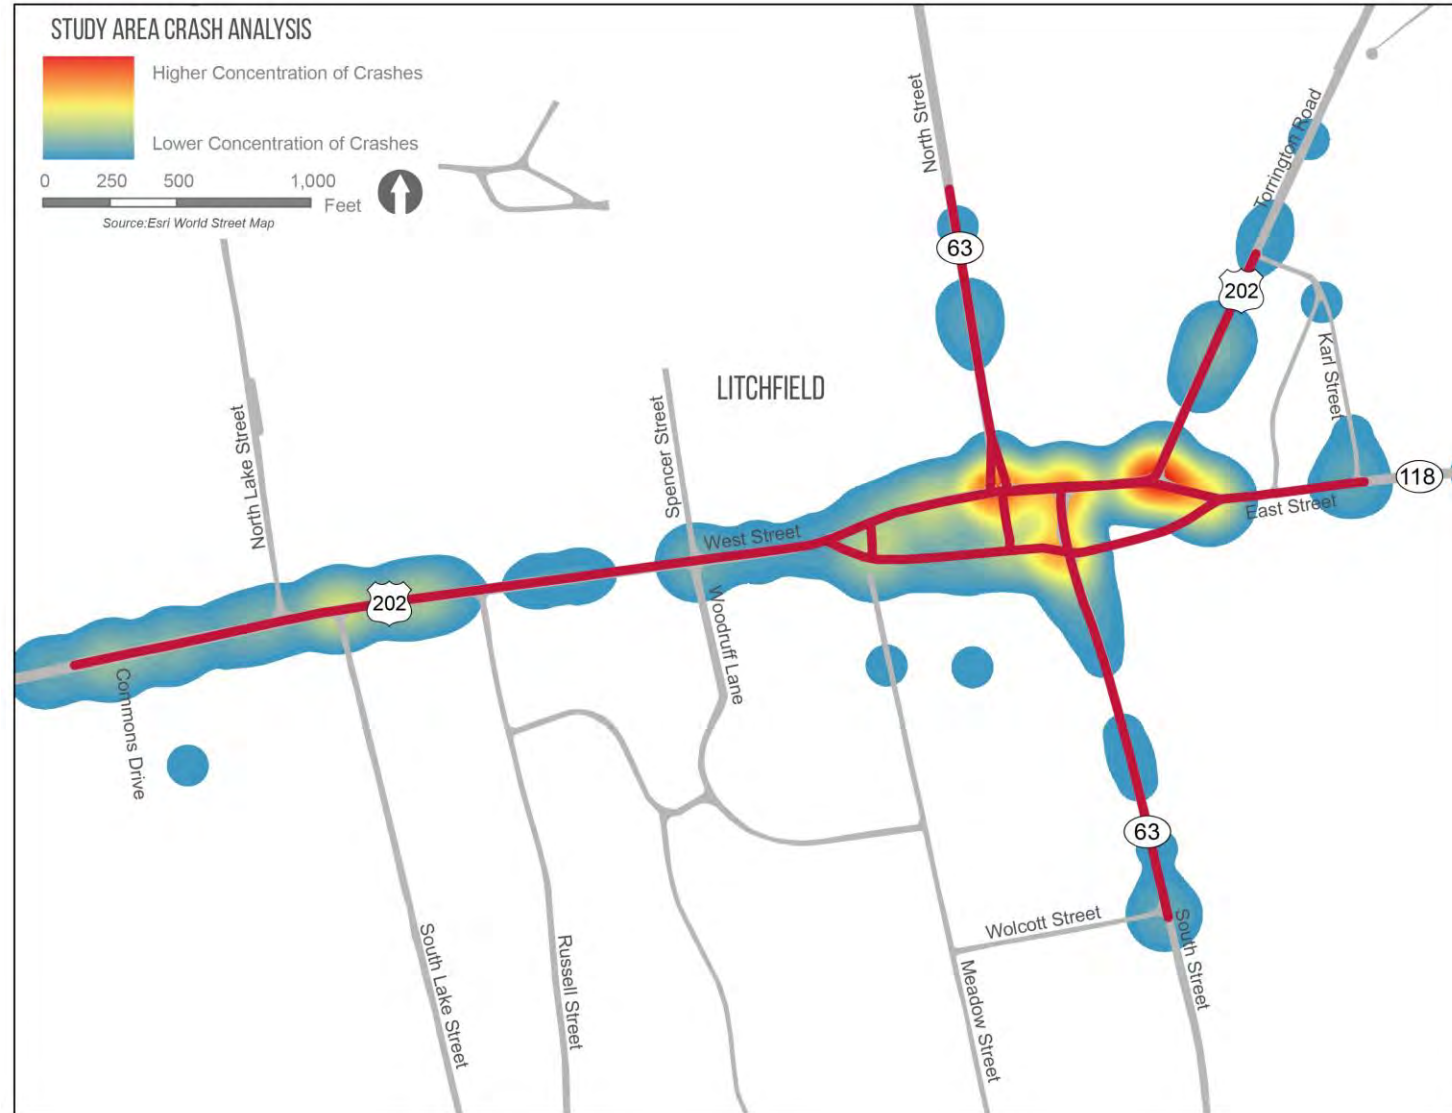 STUDY AREA CRASH ANALYSIS
Higher Concentration of Crashes
Lower Concentration of Crashes
0 250 500 1,000
Feet
Source:Esri World Street Map
North Street
Torrington Road
63
202
Karl Street
LITCHFIELD
North Lake Street
Spencer Street
118
East Street
West Street
202
Woodruff Lane
Commons Drive
63
South Lake Street
Russell Street
Wolcott Street
South Street
Meadow Street